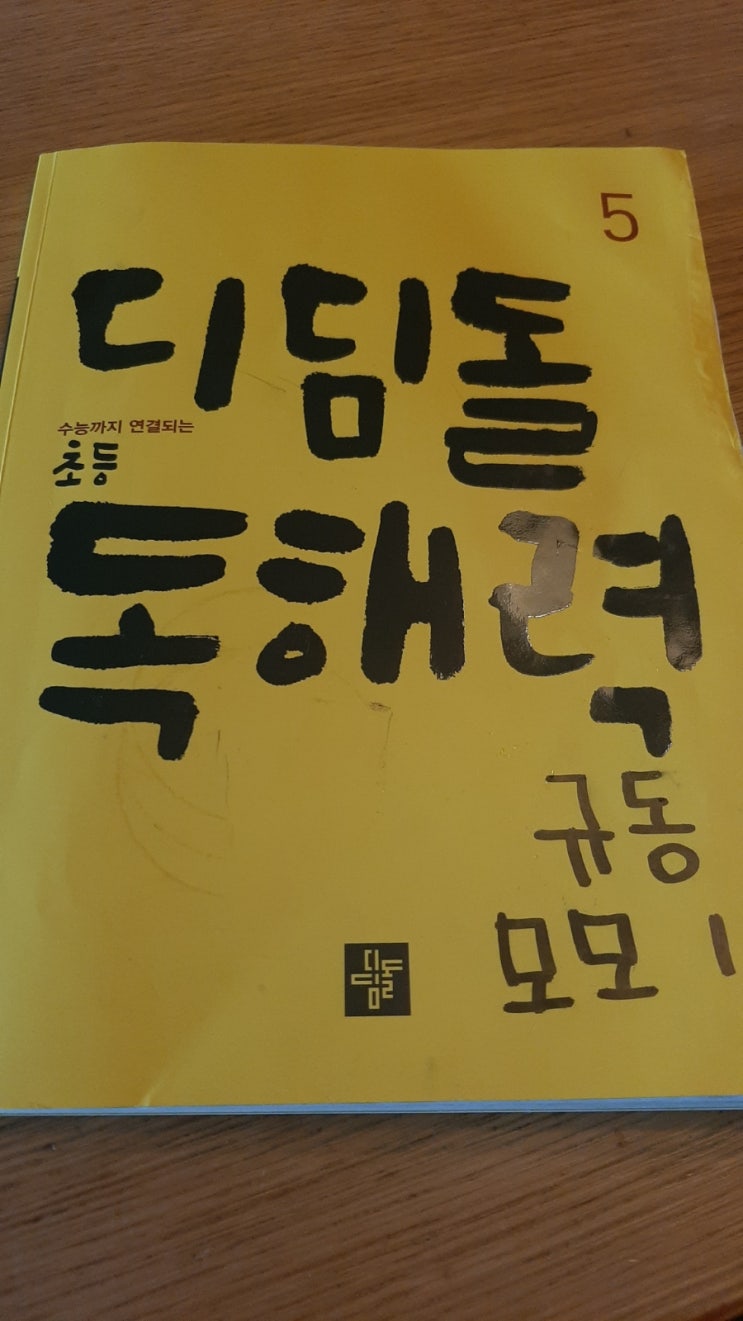 5
디딤돌
수능까지 연결되는
초등
독해력
규동
모모 1
디딤돌